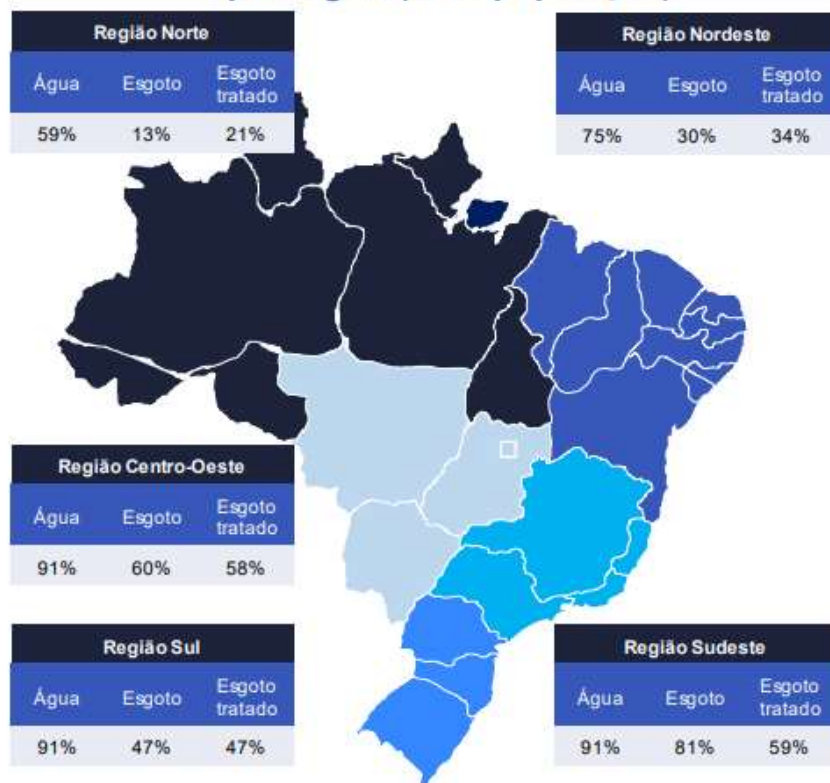 Região Norte
Água Esgoto Esgoto tratado
59% 13% 21%
Região Nordeste
Água Esgoto Esgoto tratado
75% 30% 34%
Região Centro-Oeste
Água Esgoto Esgoto tratado
91% 60% 58%
Região Sul
Água Esgoto Esgoto tratado
91% 47% 47%
Região Sudeste
Água Esgoto Esgoto tratado
91% 81% 59%